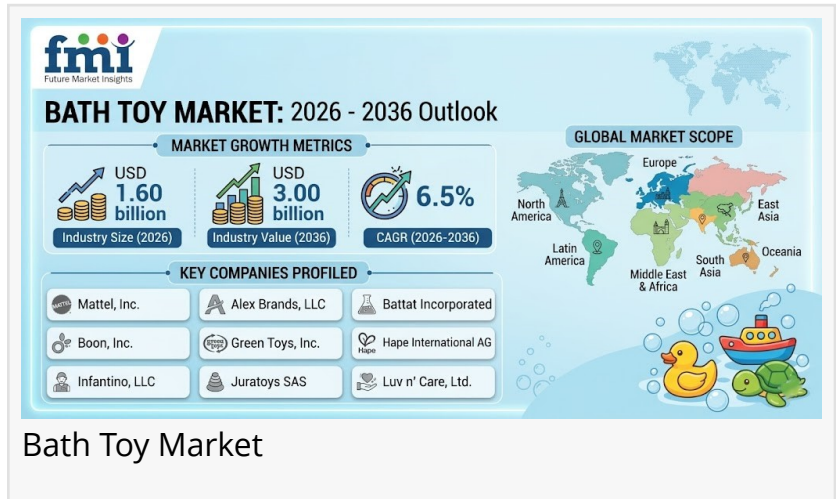 fmi
Future Market Insights
BATH TOY MARKET: 2026 - 2036 Outlook
MARKET GROWTH METRICS
USD
1.60
billion
Industry Size (2026)
USD
3.00
billion
Industry Value (2036)
6.5%
CAGR (2026-2036)
GLOBAL MARKET SCOPE
Europe
North
America
East
Asia
Latin
America
Middle East
& Africa
South
Asia
Oceania
KEY COMPANIES PROFILED
MATTEL
Mattel, Inc.
Alex Brands, LLC
Battat Incorporated
Boon, Inc.
Green Toys, Inc.
Hape
Hape International AG
Infantino, LLC
Juratoys SAS
Luv n' Care, Ltd.
Bath Toy Market